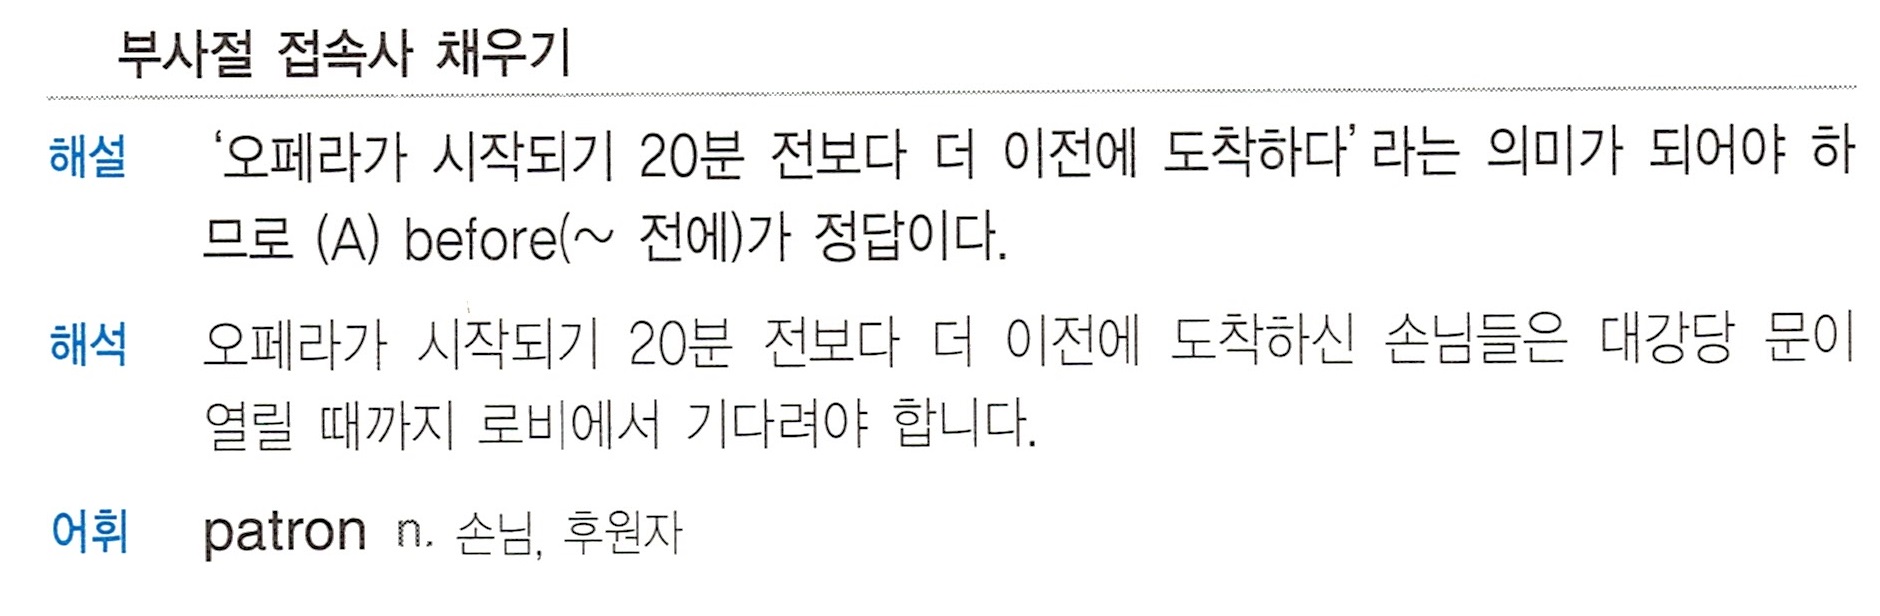 부사절 접속사 채우기
해설 '오페라가 시작되기 20분 전보다 더 이전에 도착하다'라는 의미가 되어야 하
므로 (A) before(~ 전에)가 정답이다.
해석 오페라가 시작되기 20분 전보다 더 이전에 도착하신 손님들은 대강당 문이
열릴 때까지 로비에서 기다려야 합니다.
어휘 patron n. 손님, 후원자